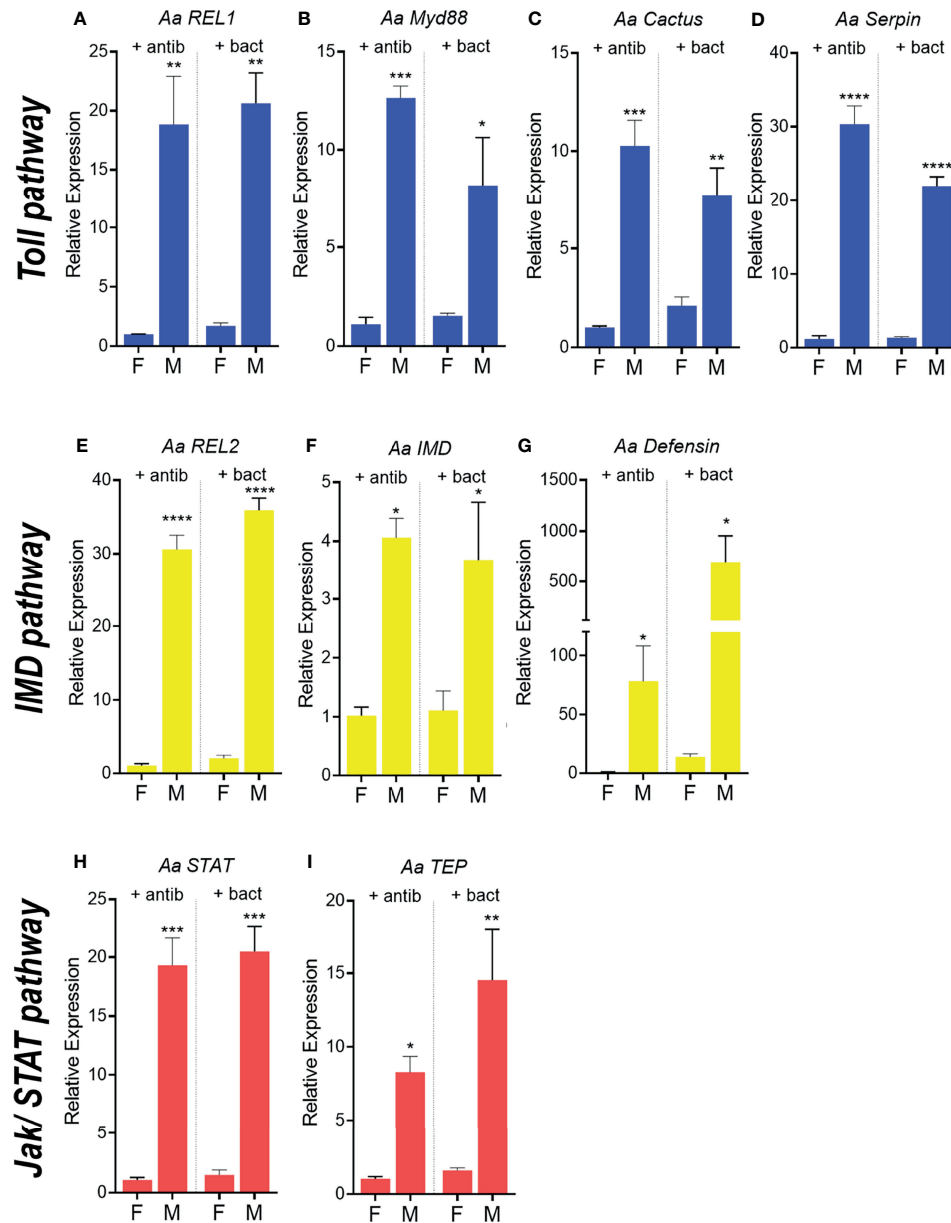 Toll pathway
A Aa REL1
+ antib + bact
Relative Expression
25
20
15
10
5
0
** **
F M F M
B Aa Myd88
+ antib + bact
Relative Expression
15
10
5
0
*** *
F M F M
C Aa Cactus
+ antib + bact
Relative Expression
15
10
5
0
*** **
F M F M
D Aa Serpin
+ antib + bact
Relative Expression
40
30
20
10
0
**** ****
F M F M
IMD pathway
E Aa REL2
+ antib + bact
Relative Expression
40
30
20
10
0
**** ****
F M F M
F Aa IMD
+ antib + bact
Relative Expression
5
4
3
2
1
0
* *
F M F M
G Aa Defensin
+ antib + bact
Relative Expression
1500
1000
500
100
50
0
* *
F M F M
Jak/ STAT pathway
H Aa STAT
+ antib + bact
Relative Expression
25
20
15
10
5
0
*** ***
F M F M
I Aa TEP
+ antib + bact
Relative Expression
20
15
10
5
0
* **
F M F M